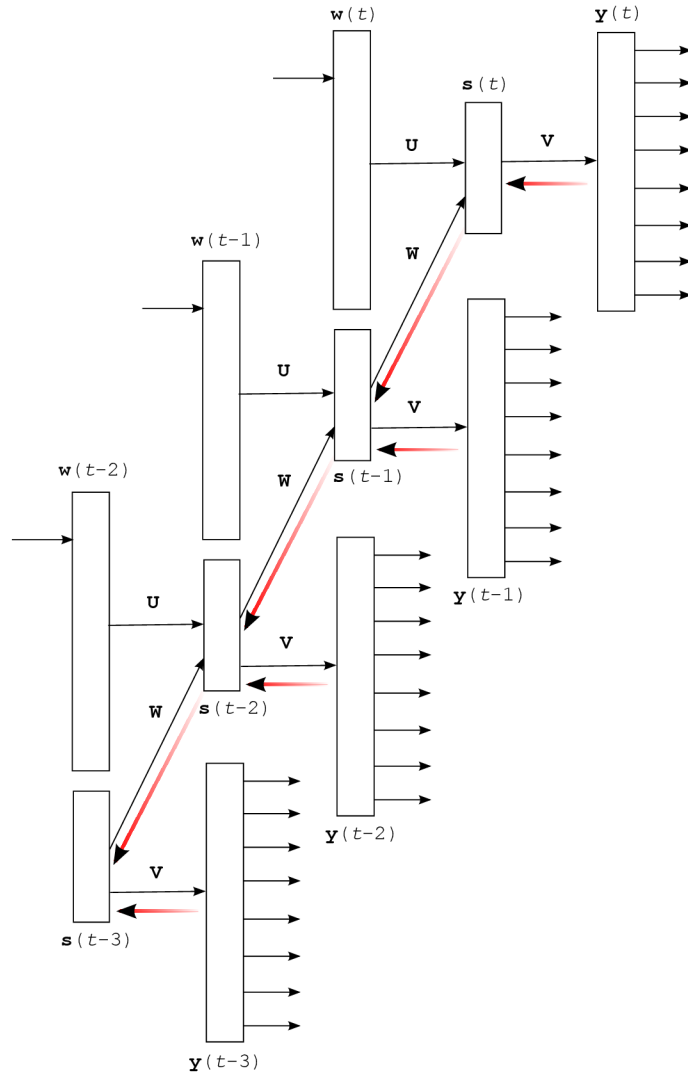 w(t)
y(t)
s(t)
U
V
w(t-1)
W
U
V
w(t-2)
s(t-1)
W
y(t-1)
U
V
s(t-2)
W
y(t-2)
V
s(t-3)
y(t-3)